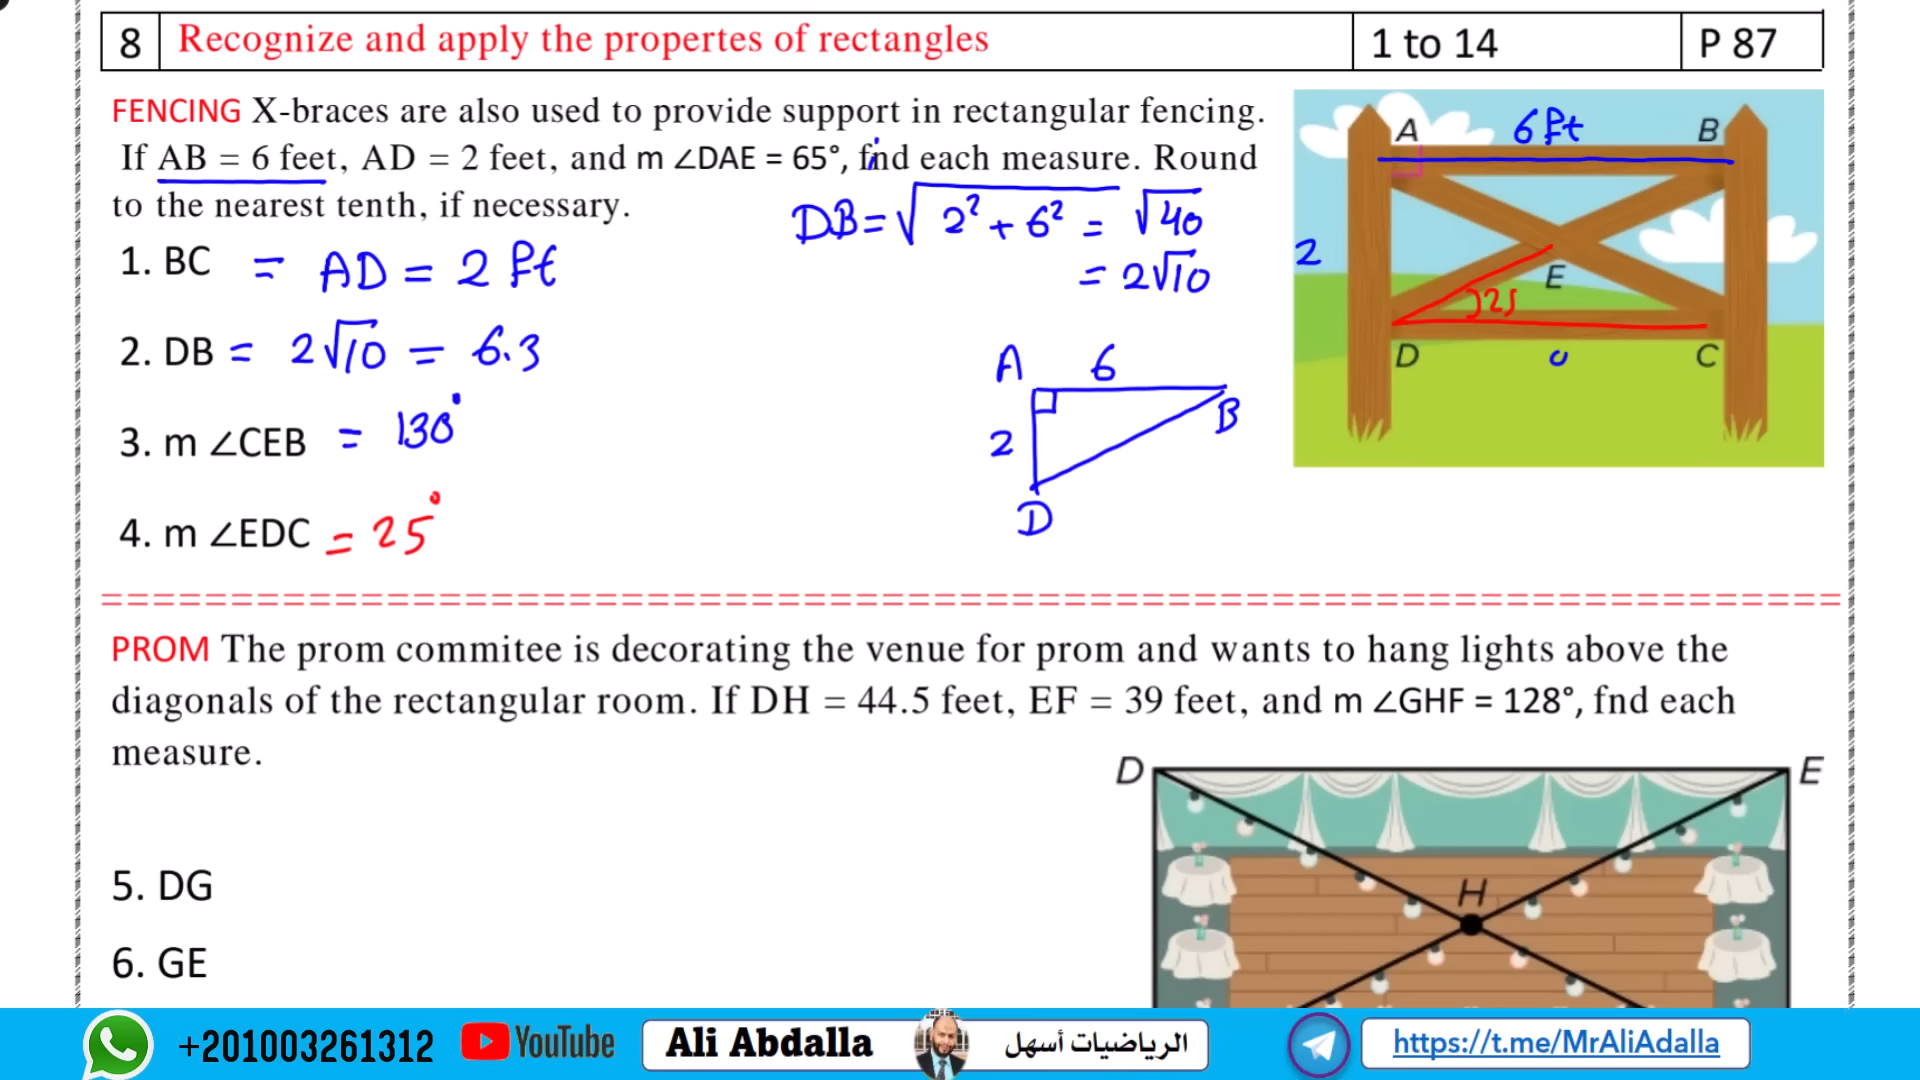 8 Recognize and apply the propertes of rectangles 1 to 14 P 87
FENCING X-braces are also used to provide support in rectangular fencing.
If AB = 6 feet, AD = 2 feet, and m ∠DAE = 65°, find each measure. Round
to the nearest tenth, if necessary.
DB = √2² + 6² = √40
= 2√10
1. BC = AD = 2 ft
2. DB = 2√10 = 6.3
3. m ∠CEB = 130°
4. m ∠EDC = 25°
A 6
B
2
D
A 6 ft B
2
E
25
D C
PROM The prom commitee is decorating the venue for prom and wants to hang lights above the
diagonals of the rectangular room. If DH = 44.5 feet, EF = 39 feet, and m ∠GHF = 128°, fnd each
measure.
D E
H
5. DG
6. GE
+201003261312 YouTube Ali Abdalla الرياضيات أسهل https://t.me/MrAliAdalla